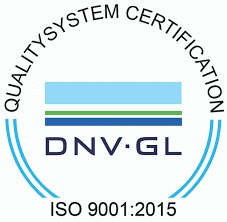 QUALITYSYSTEM CERTIFICATION
DNV·GL
ISO 9001:2015